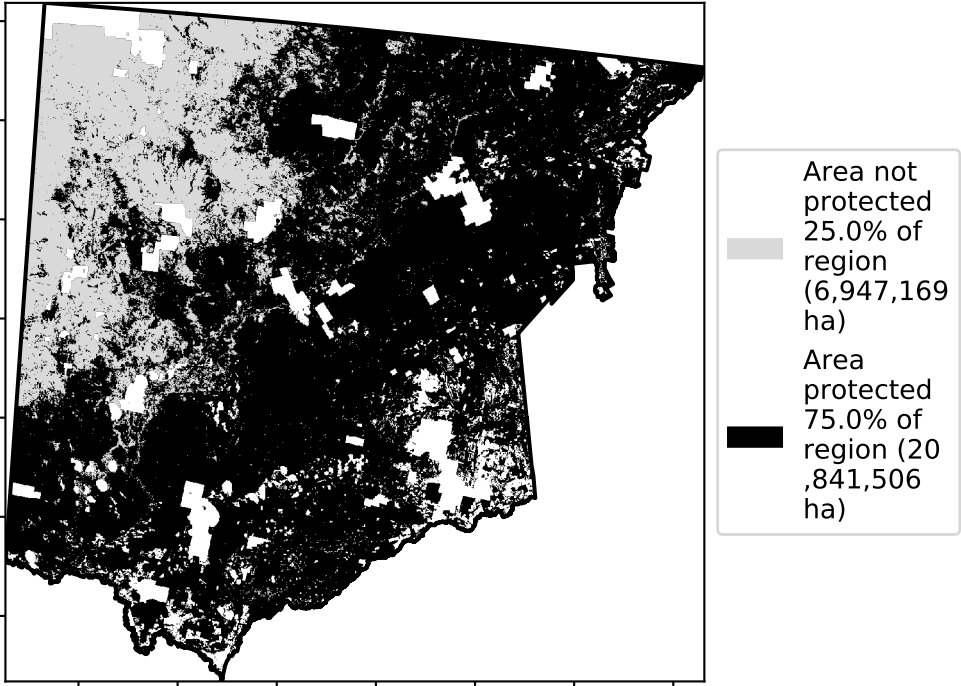 Area not
protected
25.0% of
region
(6,947,169
ha)
Area
protected
75.0% of
region (20
,841,506
ha)